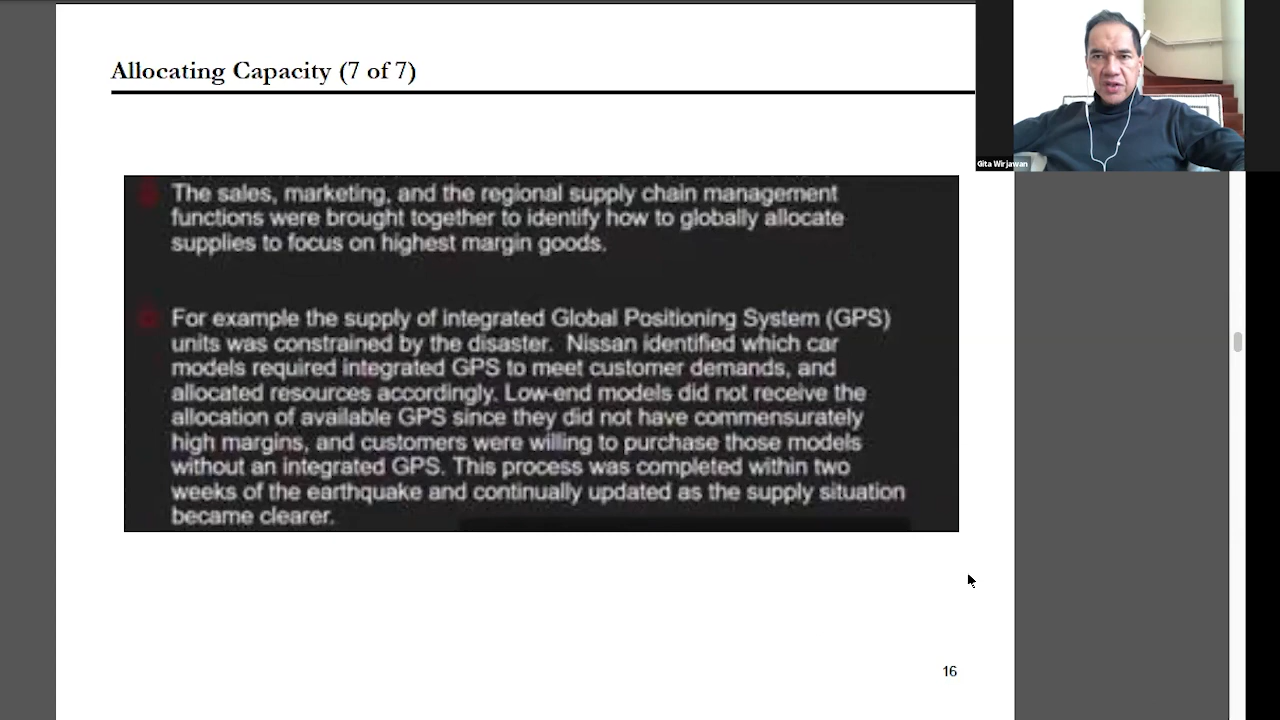 Allocating Capacity (7 of 7)
Gita Wirjawan
The sales, marketing, and the regional supply chain management
functions were brought together to identify how to globally allocate
supplies to focus on highest margin goods.
For example the supply of integrated Global Positioning System (GPS)
units was constrained by the disaster. Nissan identified which car
models required integrated GPS to meet customer demands, and
allocated resources accordingly. Low-end models did not receive the
allocation of available GPS since they did not have commensurately
high margins, and customers were willing to purchase those models
without an integrated GPS. This process was completed within two
weeks of the earthquake and continually updated as the supply situation
became clearer.
16